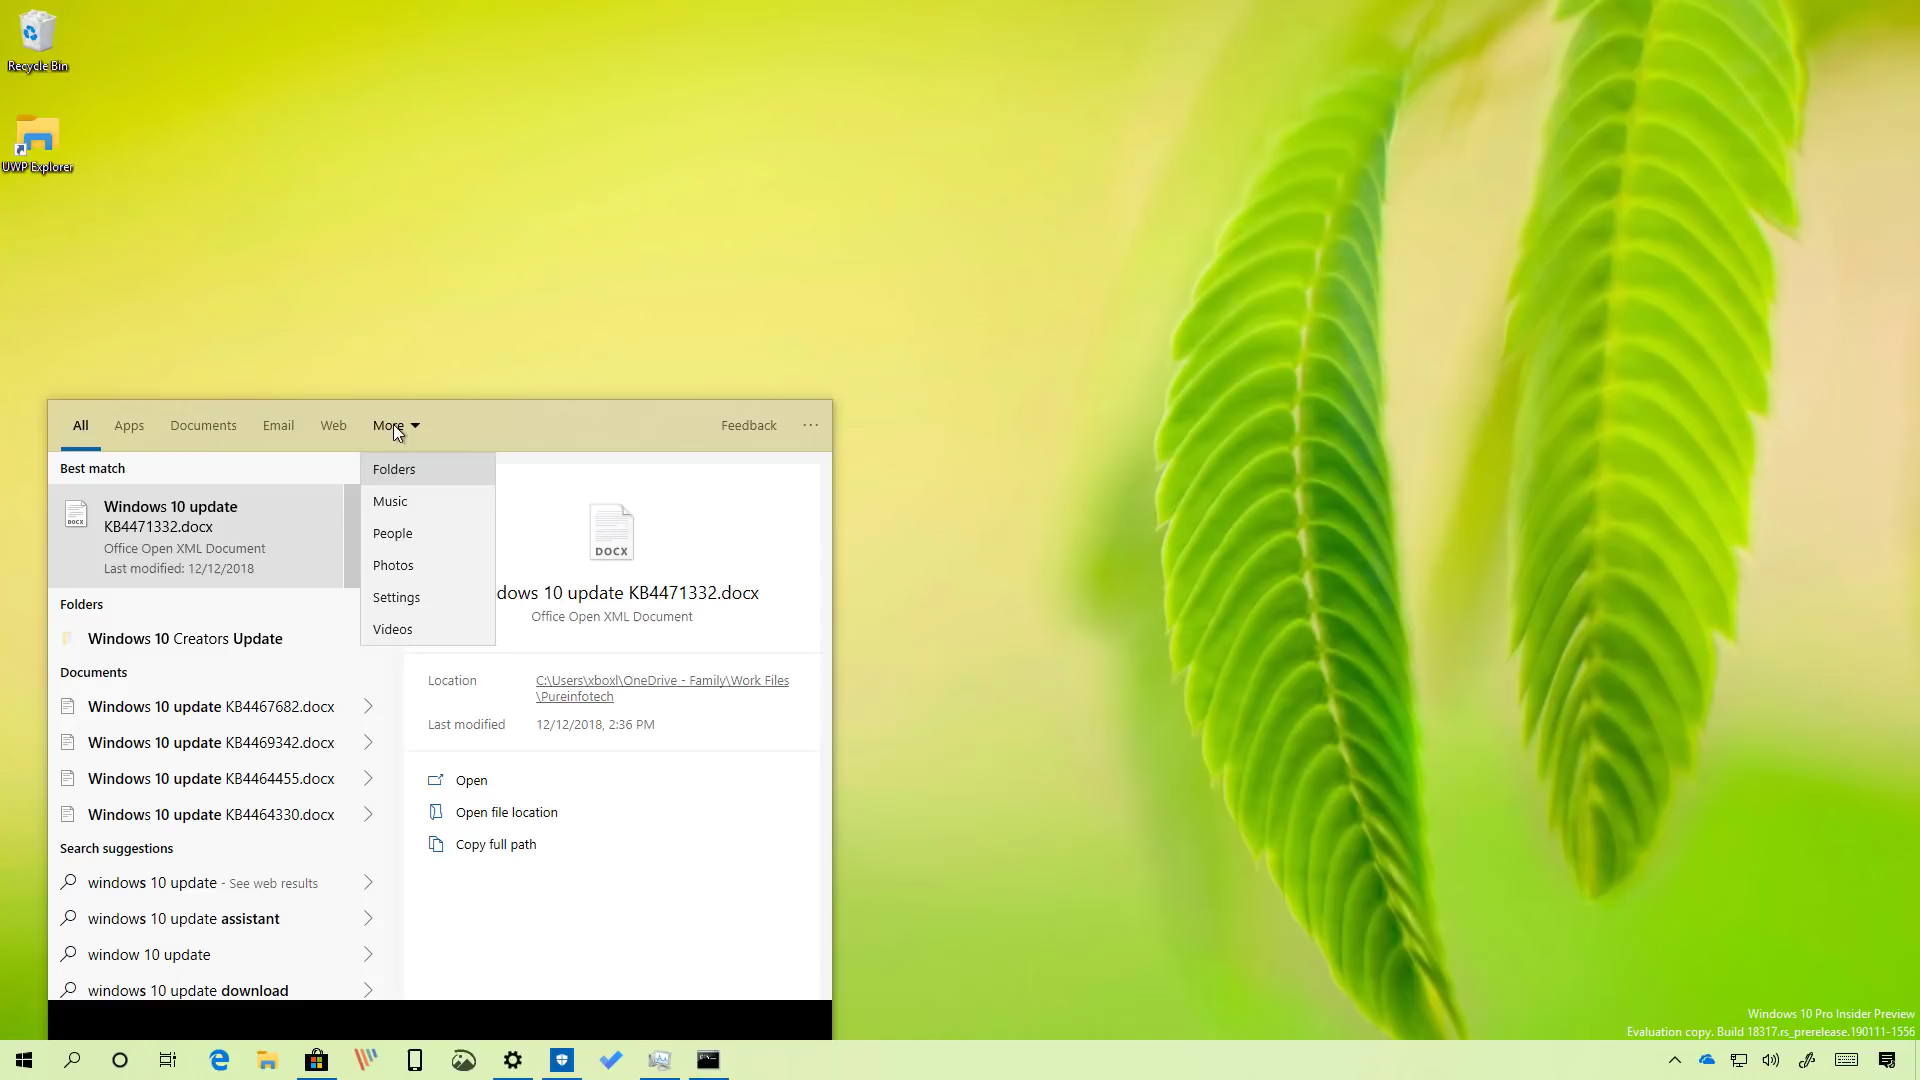 Recycle Bin
UWP Explorer
All Apps Documents Email Web More Feedback ...
Best match
Windows 10 update
KB4471332.docx
Office Open XML Document
Last modified: 12/12/2018
Folders
Windows 10 Creators Update
Documents
Windows 10 update KB4467682.docx
Windows 10 update KB4469342.docx
Windows 10 update KB4464455.docx
Windows 10 update KB4464330.docx
Search suggestions
windows 10 update - See web results
windows 10 update assistant
window 10 update
windows 10 update download
Folders
Music
People
Photos
Settings
Videos
DOCX
dows 10 update KB4471332.docx
Office Open XML Document
Location C:\Users\xboxl\OneDrive - Family\Work Files
\Pureinfotech
Last modified 12/12/2018, 2:36 PM
Open
Open file location
Copy full path
Windows 10 Pro Insider Preview
Evaluation copy. Build 18317.rs_prerelease.190111-1556